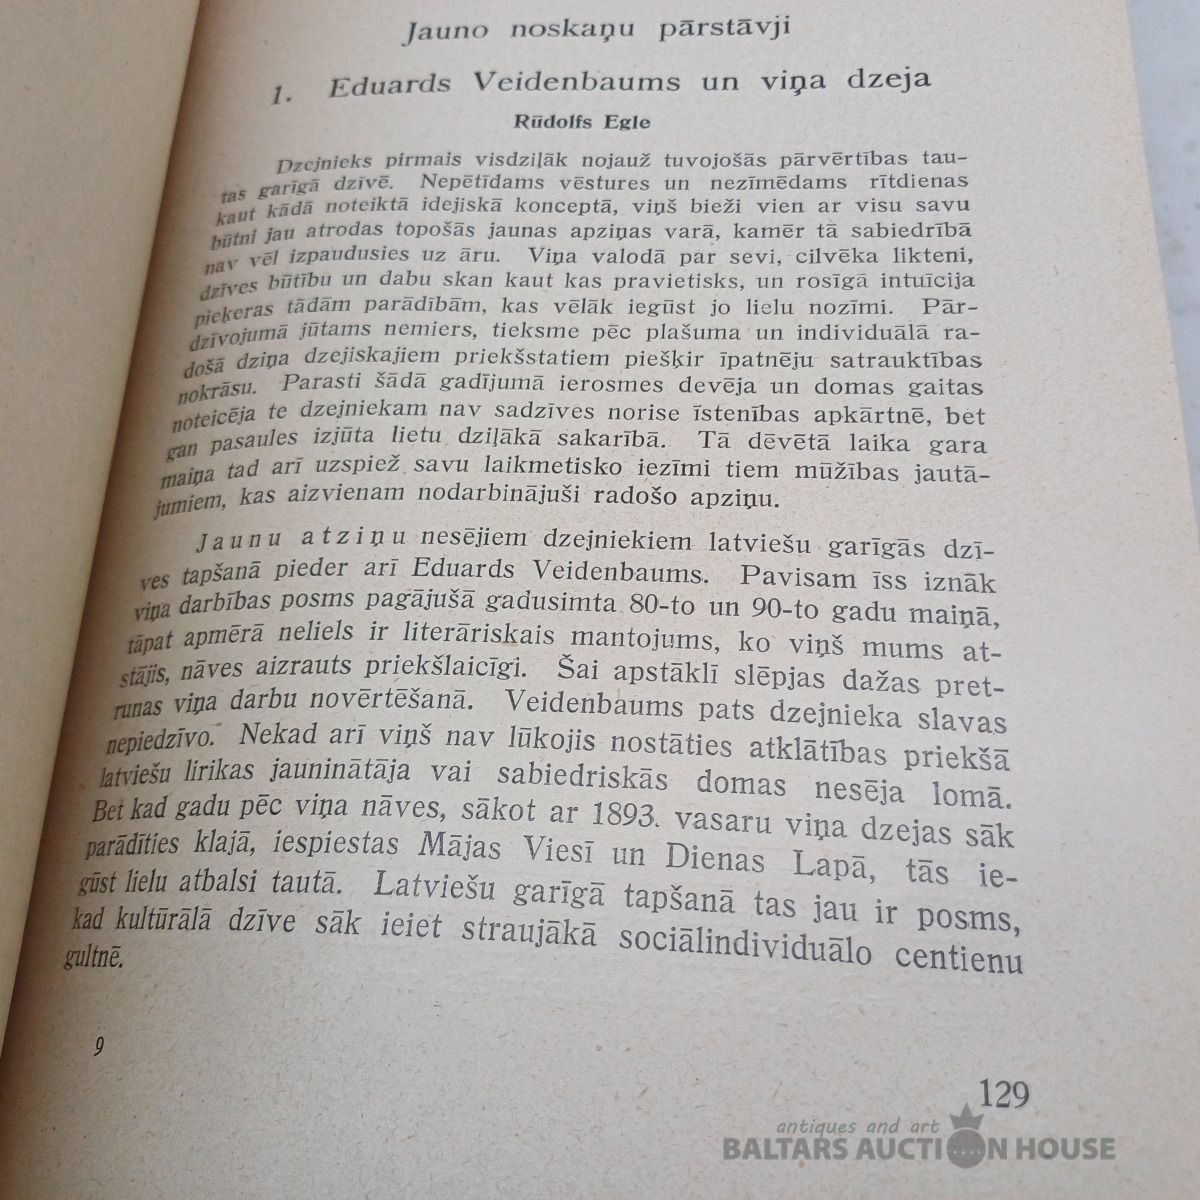 Jauno noskaņu pārstāvji
1. Eduards Veidenbaums un viņa dzeja
Rūdolfs Egle
Dzejnieks pirmais visdziļāk nojauž tuvojošās pārvērtības tau-
tas garīgā dzīvē. Nepētīdams vēstures un nezīmēdams rītdienas
kaut kādā noteiktā idejiskā konceptā, viņš bieži vien ar visu savu
būtni jau atrodas topošās jaunas apziņas varā, kamēr tā sabiedrībā
nav vēl izpaudusies uz āru. Viņa valodā par sevi, cilvēka likteni,
dzīves būtību un dabu skan kaut kas pravietisks, un rosīgā intuīcija
pieķeras tādām parādībām, kas vēlāk iegūst jo lielu nozīmi. Pār-
dzīvojumā jūtams nemiers, tieksme pēc plašuma un individuālā ra-
došā dziņa dzejiskajiem priekšstatiem piešķir īpatnēju satrauktības
nokrāsu. Parasti šādā gadījumā ierosmes devēja un domas gaitas
noteicēja te dzejniekam nav sadzīves norise īstenības apkārtnē, bet
gan pasaules izjūta lietu dziļākā sakarībā. Tā dēvētā laika gara
maiņa tad arī uzspiež savu laikmetisko iezīmi tiem mūžības jautā-
jumiem, kas aizvienam nodarbinājuši radošo apziņu.
Jaunu atziņu nesējiem dzejniekiem latviešu garīgās dzī-
ves tapšanā pieder arī Eduards Veidenbaums. Pavisam īss iznāk
viņa darbības posms pagājušā gadusimta 80-to un 90-to gadu maiņā,
tāpat apmērā neliels ir literāriskais mantojums, ko viņš mums at-
stājis, nāves aizrauts priekšlaicīgi. Šai apstāklī slēpjas dažas pret-
runas viņa darbu novērtēšanā. Veidenbaums pats dzejnieka slavas
nepiedzīvo. Nekad arī viņš nav lūkojis nostāties atklātības priekšā
latviešu lirikas jauninātāja vai sabiedriskās domas nesēja lomā.
Bet kad gadu pēc viņa nāves, sākot ar 1893. vasaru viņa dzejas sāk
parādīties klajā, iespiestas Mājas Viesī un Dienas Lapā, tās ie-
gūst lielu atbalsi tautā. Latviešu garīgā tapšanā tas jau ir posms,
kad kultūrālā dzīve sāk ieiet straujākā sociālindividuālo centienu
gultnē.
9
129
antiques and art
BALTARS AUCTION HOUSE